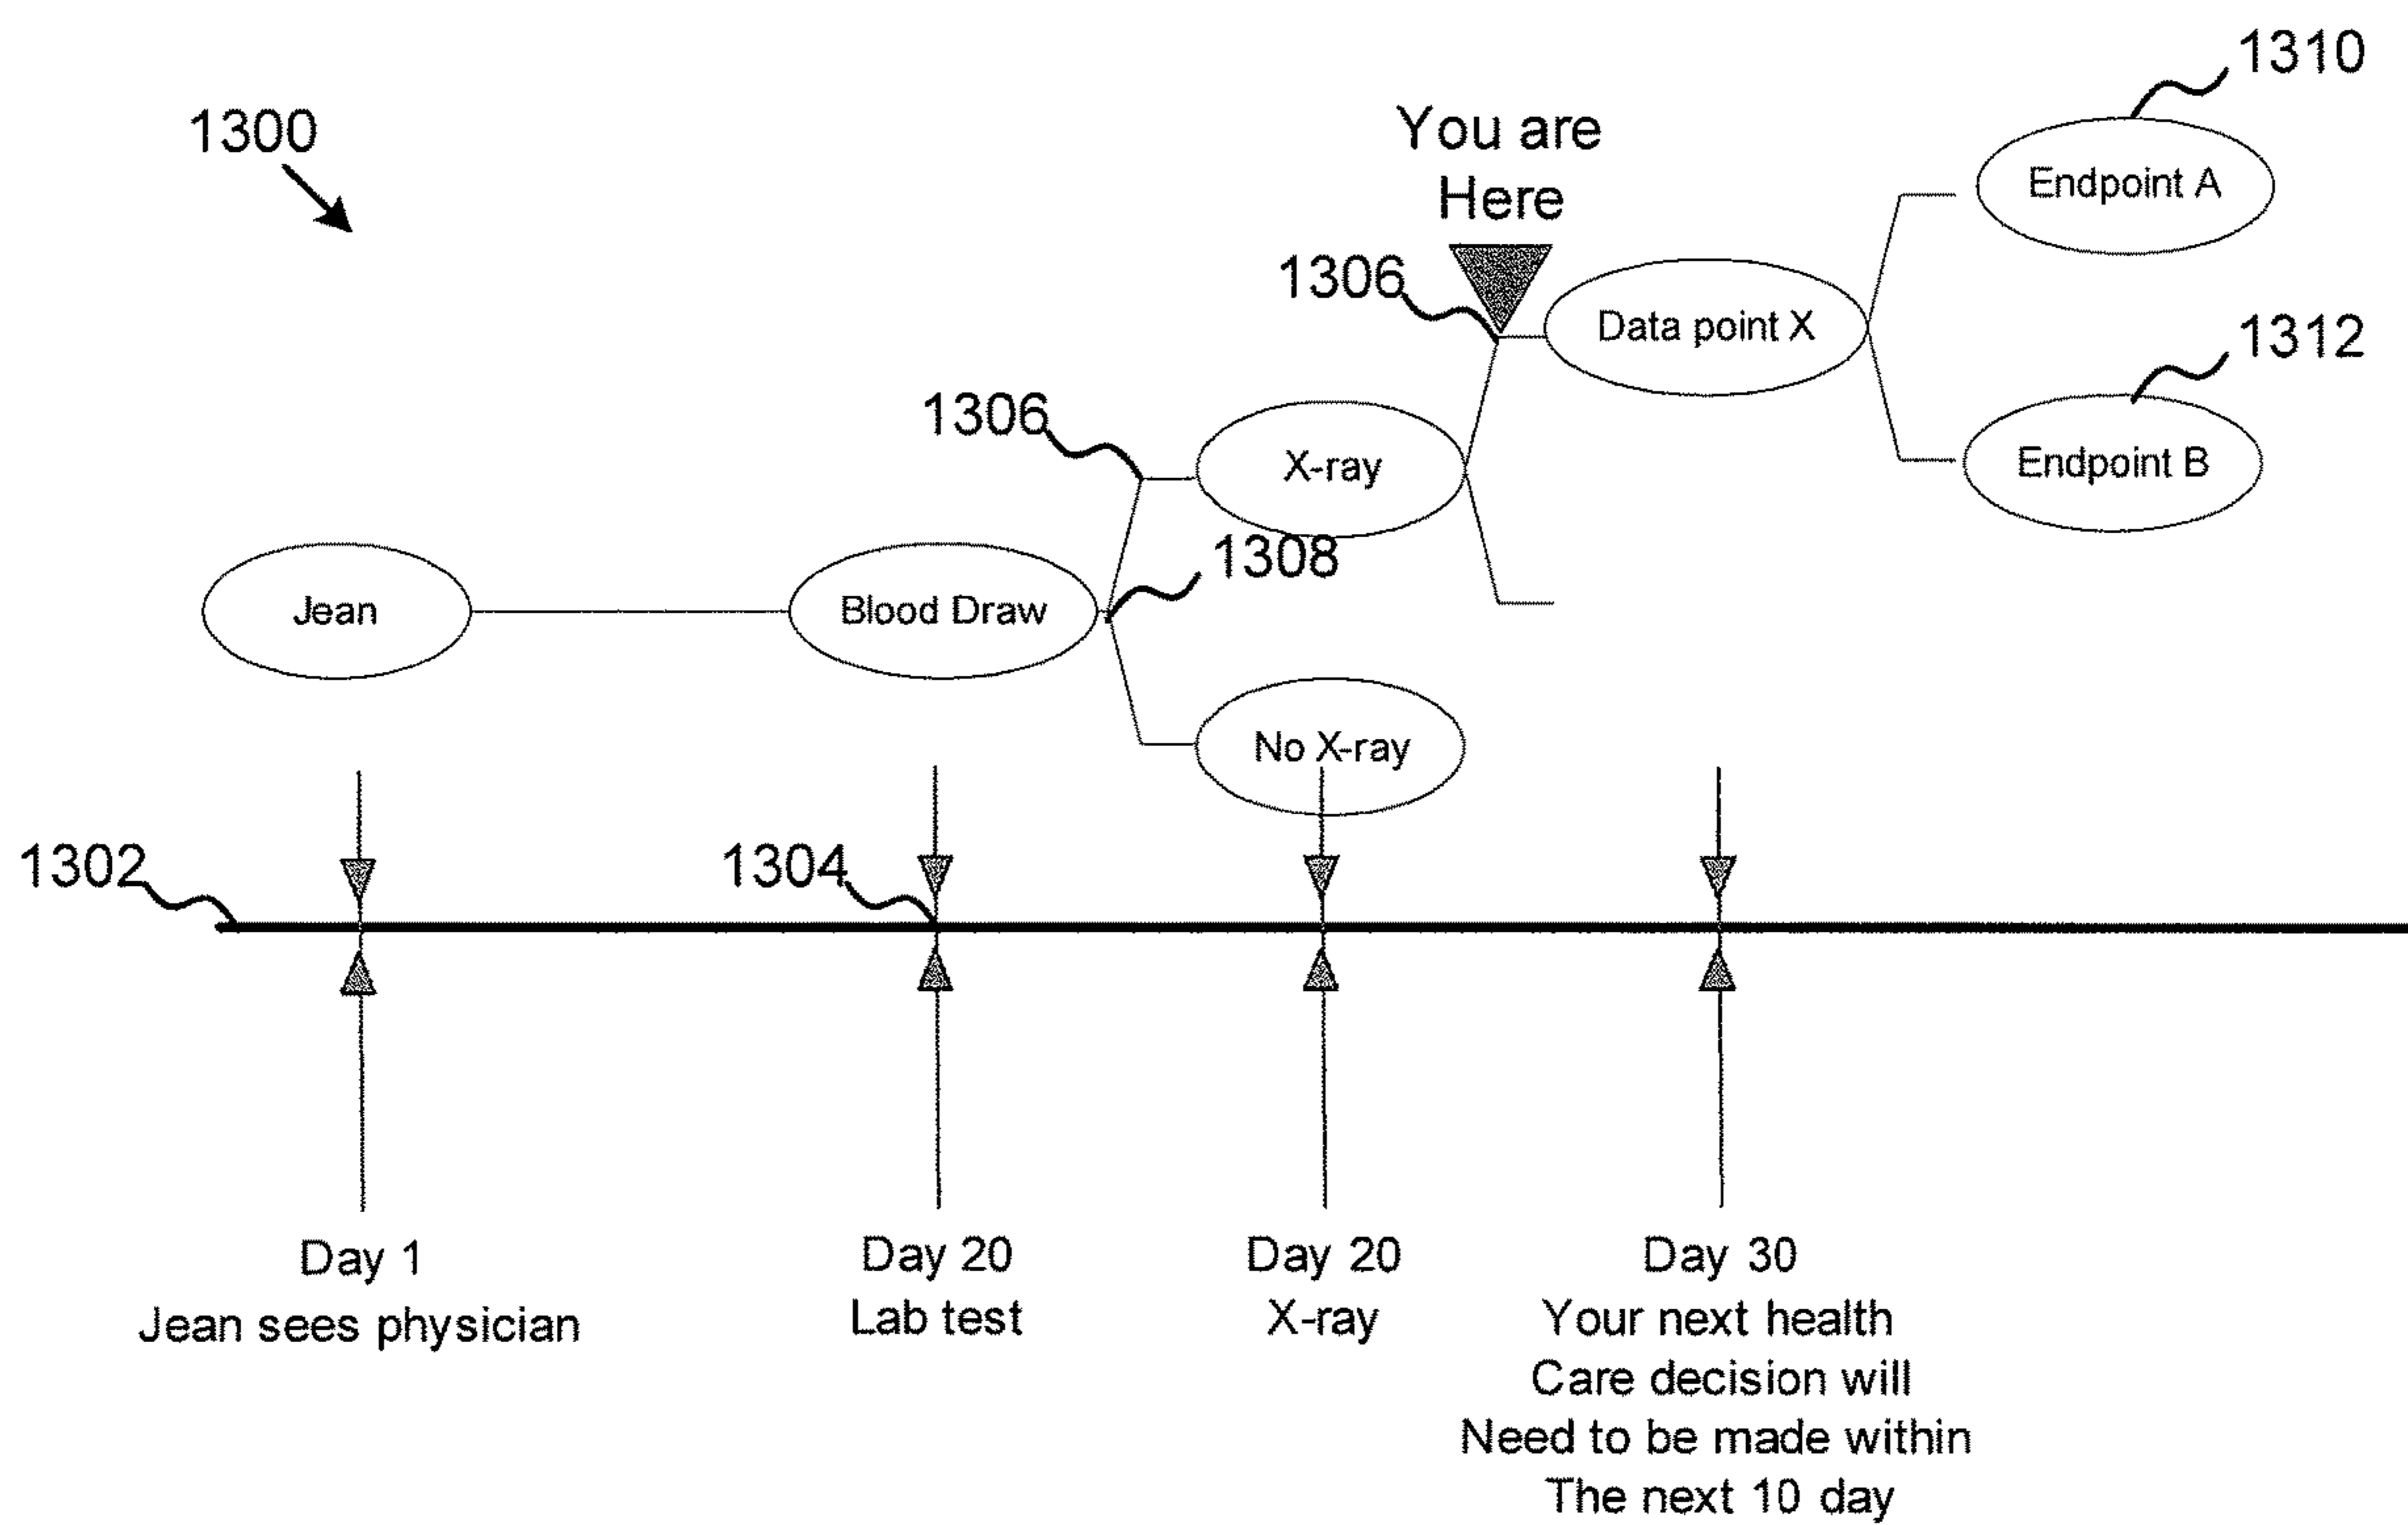 1310
1300
You are
Here
Endpoint A
1306
Data point X
1312
1306
X-ray
Endpoint B
1308
Jean
Blood Draw
No X-ray
1302
1304
Day 1
Jean sees physician
Day 20
Lab test
Day 20
X-ray
Day 30
Your next health
Care decision will
Need to be made within
The next 10 day